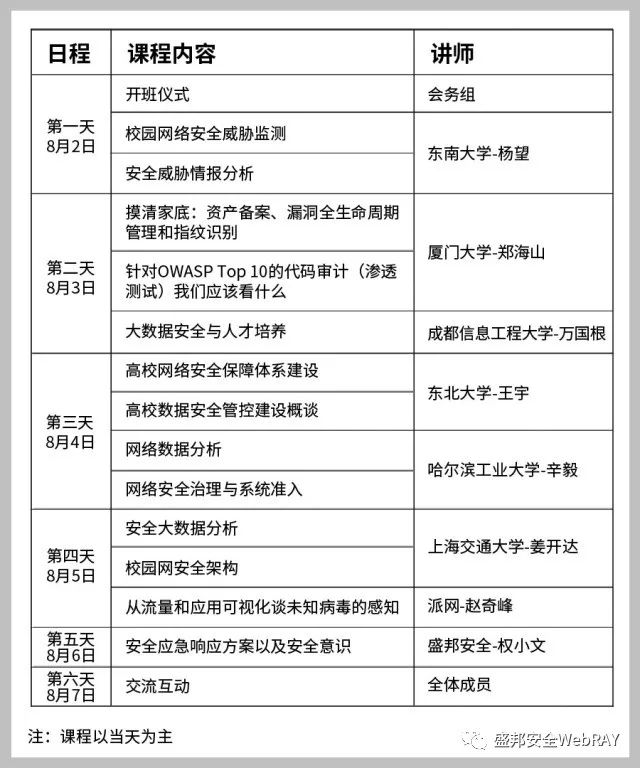 日程 课程内容 讲师
第一天
8月2日
开班仪式 会务组
校园网络安全威胁监测
东南大学-杨望
安全威胁情报分析
第二天
8月3日
摸清家底：资产备案、漏洞全生命周期
管理和指纹识别
厦门大学-郑海山
针对OWASP Top 10的代码审计（渗透
测试）我们应该看什么
大数据安全与人才培养 成都信息工程大学-万国根
第三天
8月4日
高校网络安全保障体系建设
东北大学-王宇
高校数据安全管控建设概谈
网络数据分析
哈尔滨工业大学-辛毅
网络安全治理与系统准入
第四天
8月5日
安全大数据分析
上海交通大学-姜开达
校园网安全架构
从流量和应用可视化谈未知病毒的感知 派网-赵奇峰
第五天
8月6日
安全应急响应方案以及安全意识 盛邦安全-权小文
第六天
8月7日
交流互动 全体成员
注：课程以当天为主
盛邦安全WebRAY